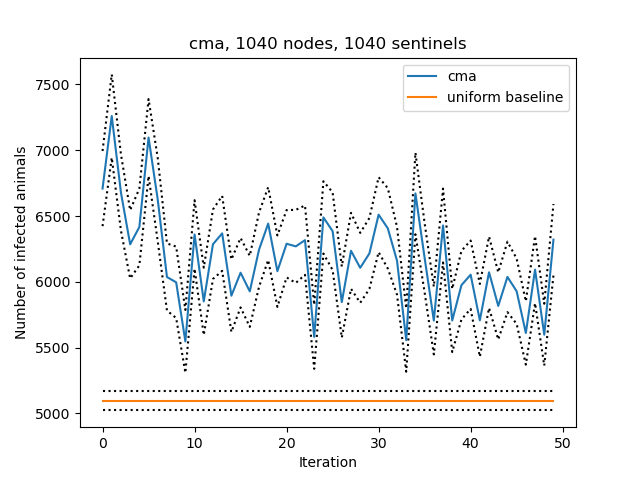 cma, 1040 nodes, 1040 sentinels
cma
uniform baseline
7500
7000
6500
6000
5500
5000
Number of infected animals
0 10 20 30 40 50
Iteration